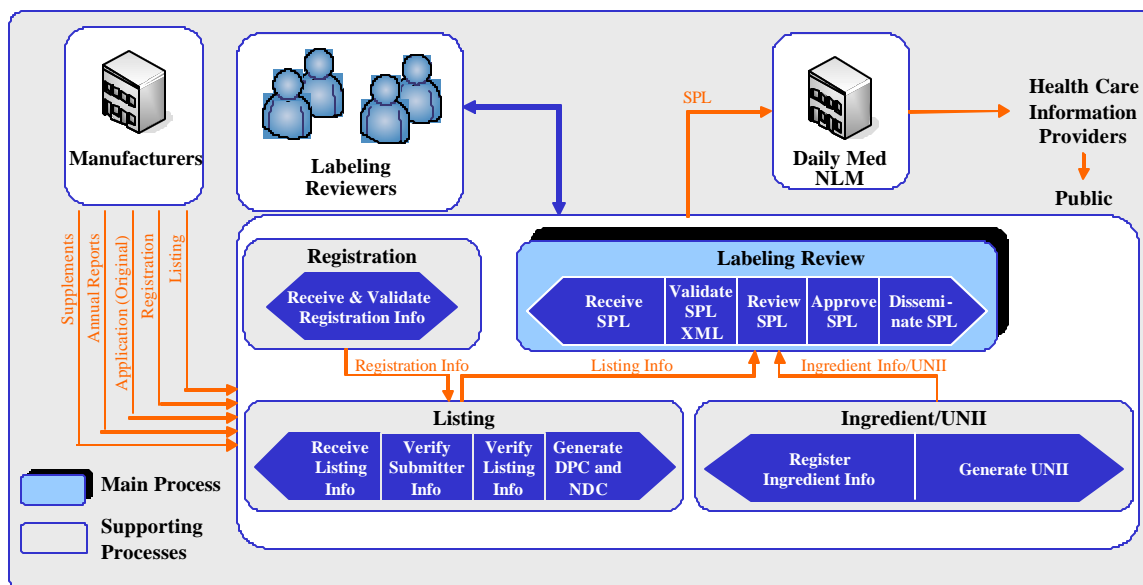 Manufacturers
Labeling
Reviewers
SPL
Daily Med
NLM
Health Care
Information
Providers
Public
Supplements
Annual Reports
Application (Original)
Registration
Listing
Registration
Receive & Validate
Registration Info
Labeling Review
Receive
SPL
Validate
SPL
XML
Review
SPL
Approve
SPL
Dissemi-
nate SPL
Registration Info
Listing Info
Ingredient Info/UNII
Listing
Receive
Listing
Info
Verify
Submitter
Info
Verify
Listing
Info
Generate
DPC and
NDC
Ingredient/UNII
Register
Ingredient Info
Generate UNII
Main Process
Supporting
Processes